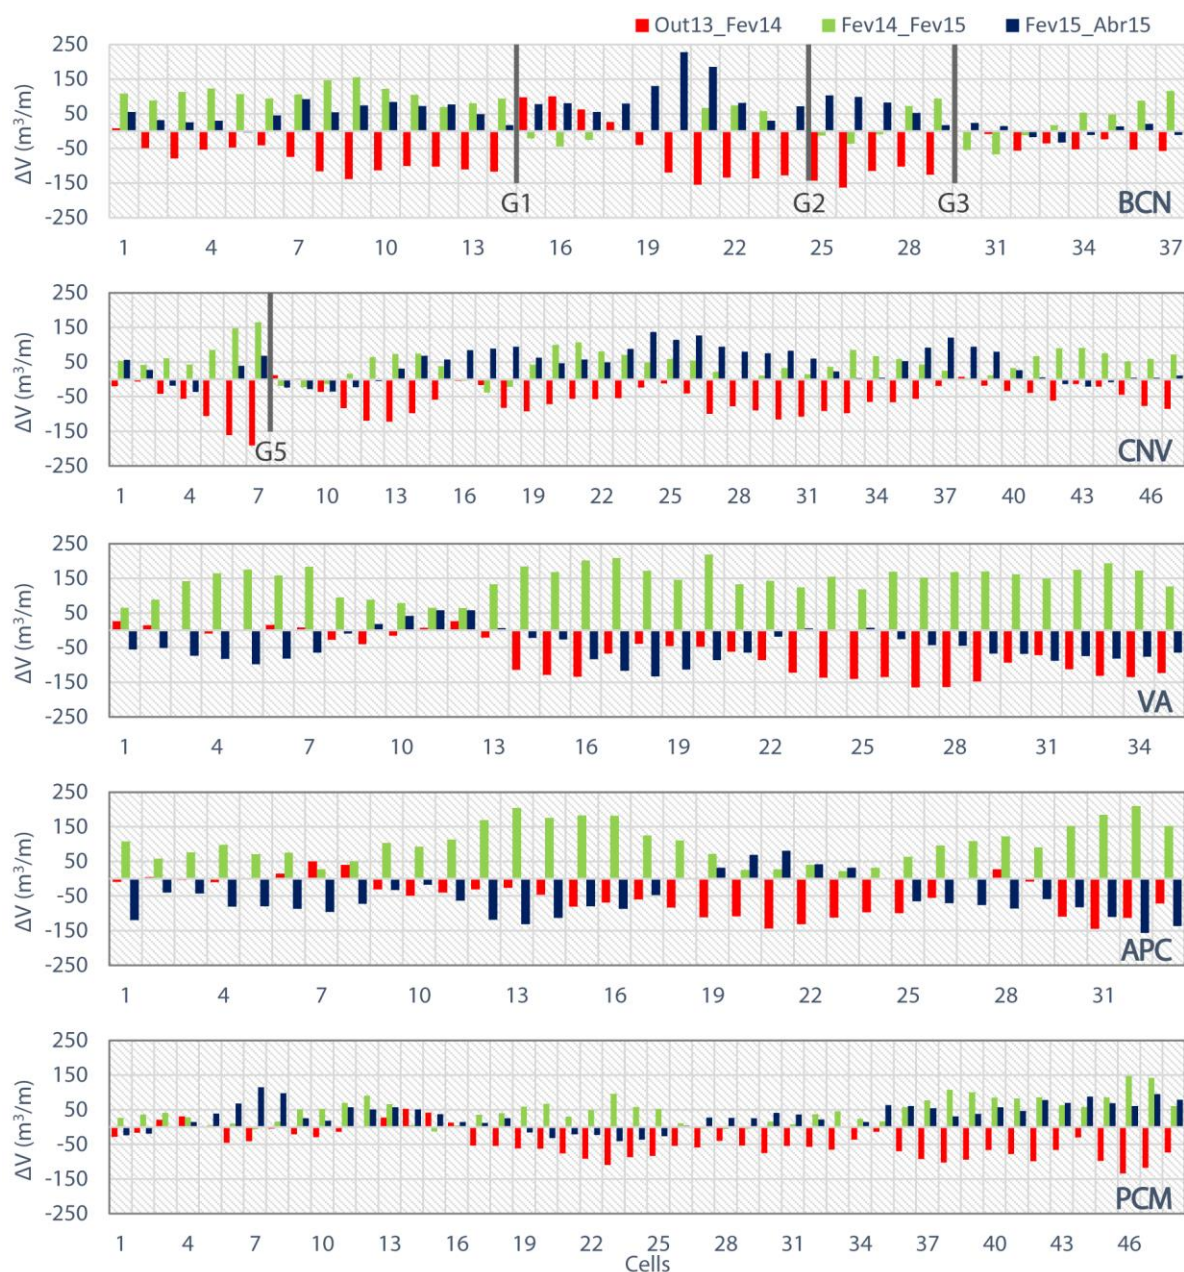 Out13_Fev14 Fev14_Fev15 Fev15_Abr15
ΔV (m³/m)
250
150
50
-50
-150
-250
G1 G2 G3
BCN
1 4 7 10 13 16 19 22 25 28 31 34 37
ΔV (m³/m)
250
150
50
-50
-150
-250
G5
CNV
1 4 7 10 13 16 19 22 25 28 31 34 37 40 43 46
ΔV (m³/m)
250
150
50
-50
-150
-250
VA
1 4 7 10 13 16 19 22 25 28 31 34
ΔV (m³/m)
250
150
50
-50
-150
-250
APC
1 4 7 10 13 16 19 22 25 28 31
ΔV (m³/m)
250
150
50
-50
-150
-250
PCM
1 4 7 10 13 16 19 22 25 28 31 34 37 40 43 46
Cells